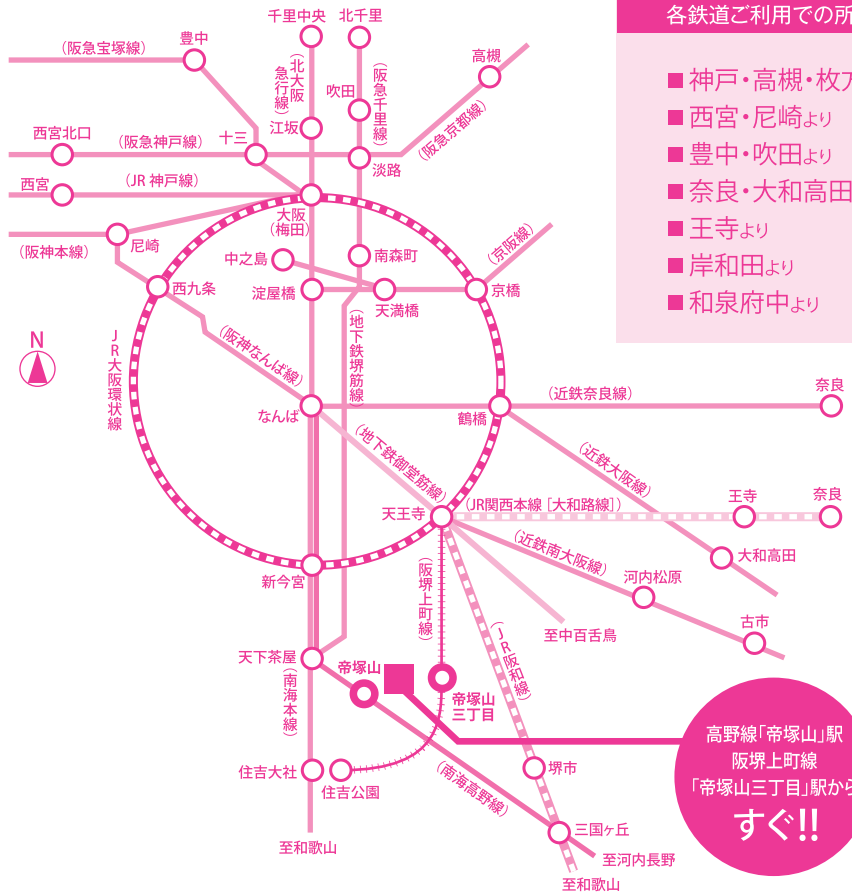 千里中央
北千里
豊中
(阪急宝塚線)
(北大阪
急行線)
吹田
(阪急千里線)
高槻
江坂
西宮北口
(阪急神戸線)
十三
淡路
(阪急京都線)
西宮
(JR 神戸線)
大阪
(梅田)
(阪神本線)
尼崎
中之島
南森町
(京阪線)
西九条
淀屋橋
天満橋
京橋
N
JR大阪環状線
(阪神なんば線)
(地下鉄堺筋線)
なんば
鶴橋
(近鉄奈良線)
奈良
(地下鉄御堂筋線)
(近鉄大阪線)
天王寺
(JR関西本線 [大和路線])
王寺
奈良
新今宮
(阪堺上町線)
(近鉄南大阪線)
大和高田
河内松原
古市
至中百舌鳥
(JR阪和線)
天下茶屋
帝塚山
帝塚山
三丁目
(南海本線)
住吉大社
住吉公園
(南海高野線)
堺市
三国ヶ丘
至和歌山
至河内長野
至和歌山
各鉄道ご利用での所
■ 神戸・高槻・枚方
■ 西宮・尼崎より
■ 豊中・吹田より
■ 奈良・大和高田
■ 王寺より
■ 岸和田より
■ 和泉府中より
高野線「帝塚山」駅
阪堺上町線
「帝塚山三丁目」駅から
すぐ!!